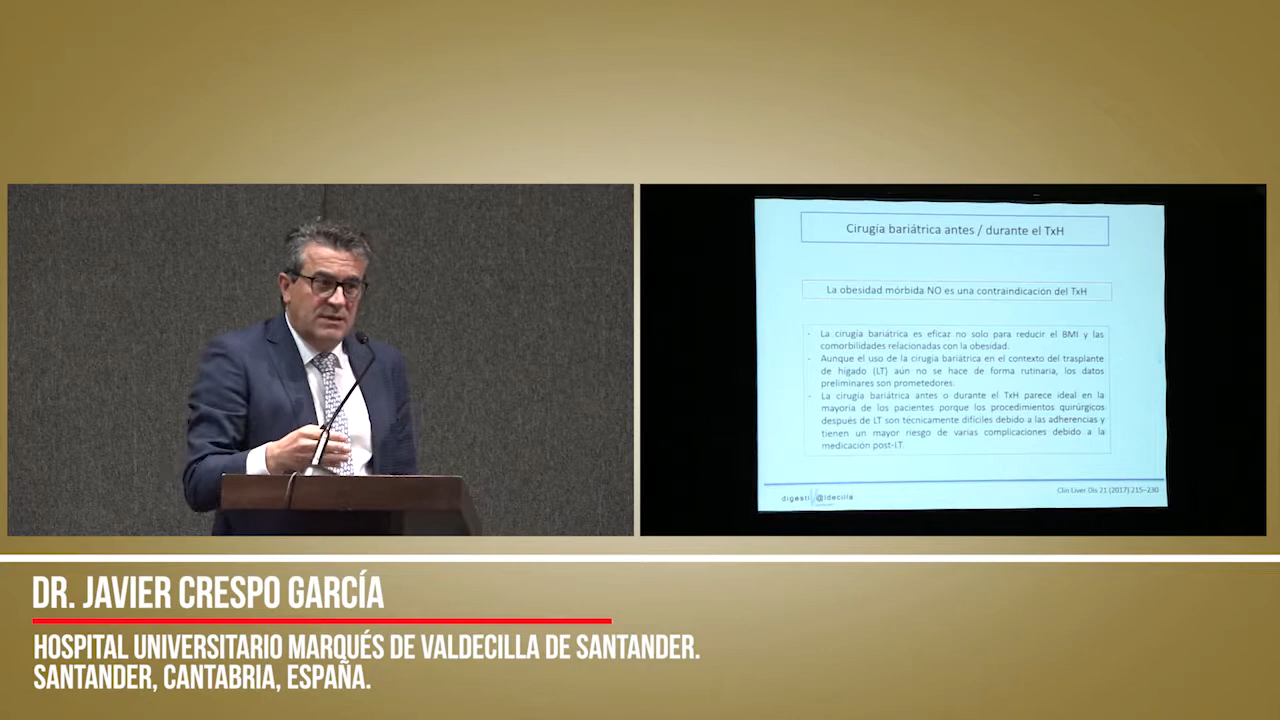 Cirugía bariátrica antes / durante el TxH
La obesidad mórbida NO es una contraindicación del TxH
- La cirugía bariátrica es eficaz no solo para reducir el BMI y las
comorbilidades relacionadas con la obesidad.
- Aunque el uso de la cirugía bariátrica en el contexto del trasplante
de hígado (LT) aún no se hace de forma rutinaria, los datos
preliminares son prometedores.
- La cirugía bariátrica antes o durante el TxH parece ideal en la
mayoría de los pacientes porque los procedimientos quirúrgicos
después de LT son tecnicamente difíciles debido a las adherencias y
tienen un mayor riesgo de varias complicaciones debido a la
medicación post-LT.
digestiv@ldecilla
Clin Liver Dis 21 (2017) 215–230
DR. JAVIER CRESPO GARCÍA
HOSPITAL UNIVERSITARIO MARQUÉS DE VALDECILLA DE SANTANDER.
SANTANDER, CANTABRIA, ESPAÑA.